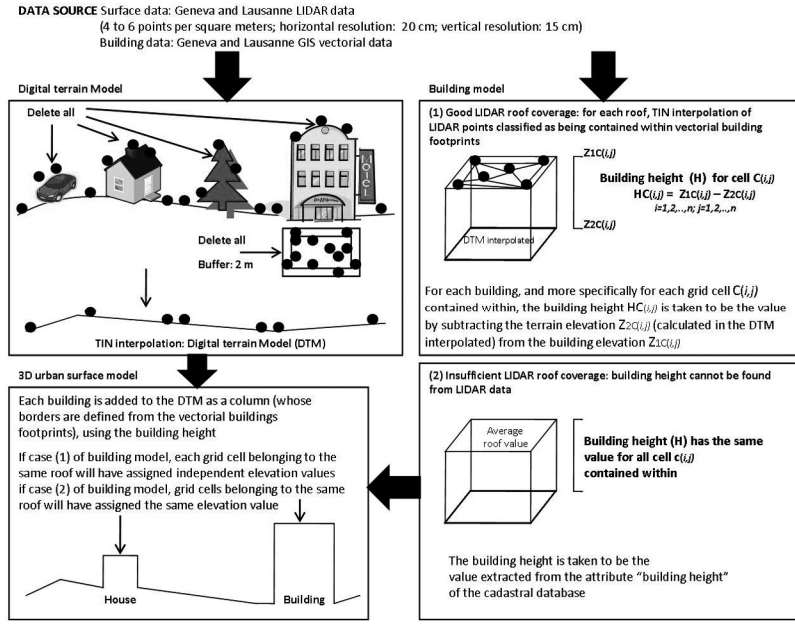 DATA SOURCE Surface data: Geneva and Lausanne LIDAR data
(4 to 6 points per square meters; horizontal resolution: 20 cm; vertical resolution: 15 cm)
Building data: Geneva and Lausanne GIS vectorial data
Digital terrain Model
Delete all
HOTEL
Delete all
Buffer: 2 m
TIN interpolation: Digital terrain Model (DTM)
Building model
(1) Good LIDAR roof coverage: for each roof, TIN interpolation of
LIDAR points classified as being contained within vectorial building
footprints
Z1C(i,j)
Building height (H) for cell C(i,j)
HC(i,j) = Z1C(i,j) – Z2C(i,j)
i=1,2,..,n; j=1,2,..,n
Z2C(i,j)
DTM interpolated
For each building, and more specifically for each grid cell C(i,j)
contained within, the building height HC(i,j) is taken to be the value
by subtracting the terrain elevation Z2C(i,j) (calculated in the DTM
interpolated) from the building elevation Z1C(i,j)
3D urban surface model
Each building is added to the DTM as a column (whose
borders are defined from the vectorial buildings
footprints), using the building height
If case (1) of building model, each grid cell belonging to the
same roof will have assigned independent elevation values
if case (2) of building model, grid cells belonging to the same
roof will have assigned the same elevation value
House
Building
(2) Insufficient LIDAR roof coverage: building height cannot be found
from LIDAR data
Average
roof value
Building height (H) has the same
value for all cell c(i,j)
contained within
The building height is taken to be the
value extracted from the attribute “building height”
of the cadastral database